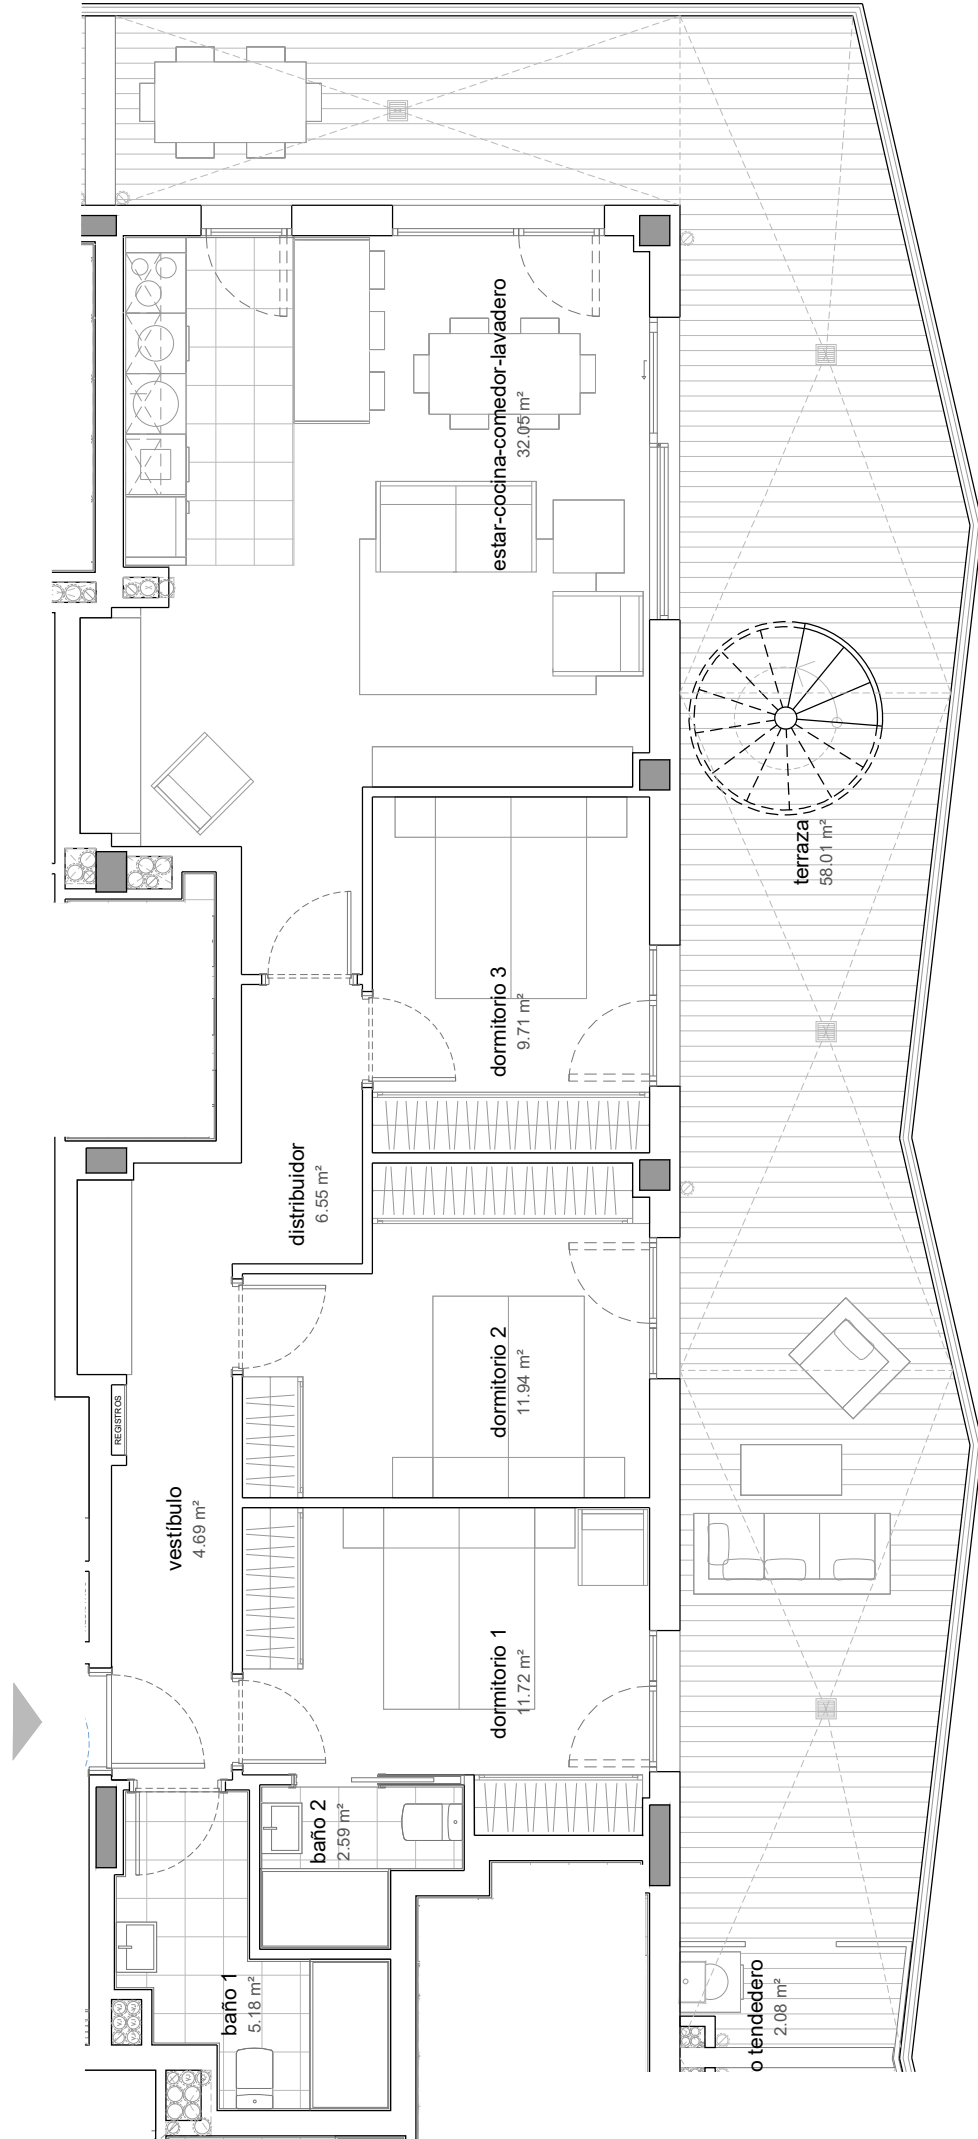 estar-cocina-comedor-lavadero
32.05 m²
terraza
58.01 m²
dormitorio 3
9.71 m²
distribuidor
6.55 m²
dormitorio 2
11.94 m²
REGISTROS
vestíbulo
4.69 m²
dormitorio 1
11.72 m²
baño 2
2.59 m²
baño 1
5.18 m²
o tendedero
2.08 m²